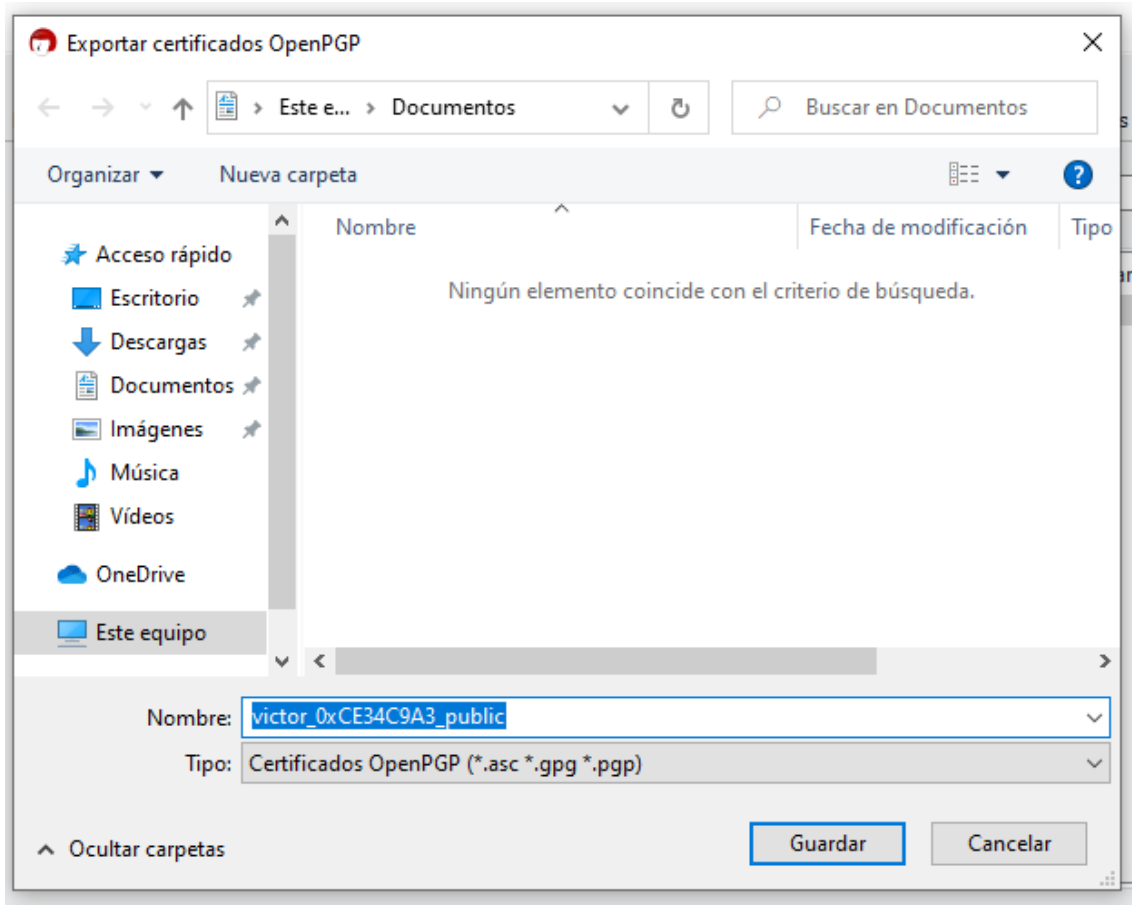 Exportar certificados OpenPGP
Este e... > Documentos
Buscar en Documentos
Organizar
Nueva carpeta
Nombre
Fecha de modificación
Tipo
Acceso rápido
Escritorio
Descargas
Documentos
Imágenes
Música
Vídeos
OneDrive
Este equipo
Ningún elemento coincide con el criterio de búsqueda.
Nombre: victor_0xCE34C9A3_public
Tipo: Certificados OpenPGP (*.asc *.gpg *.pgp)
Ocultar carpetas
Guardar
Cancelar